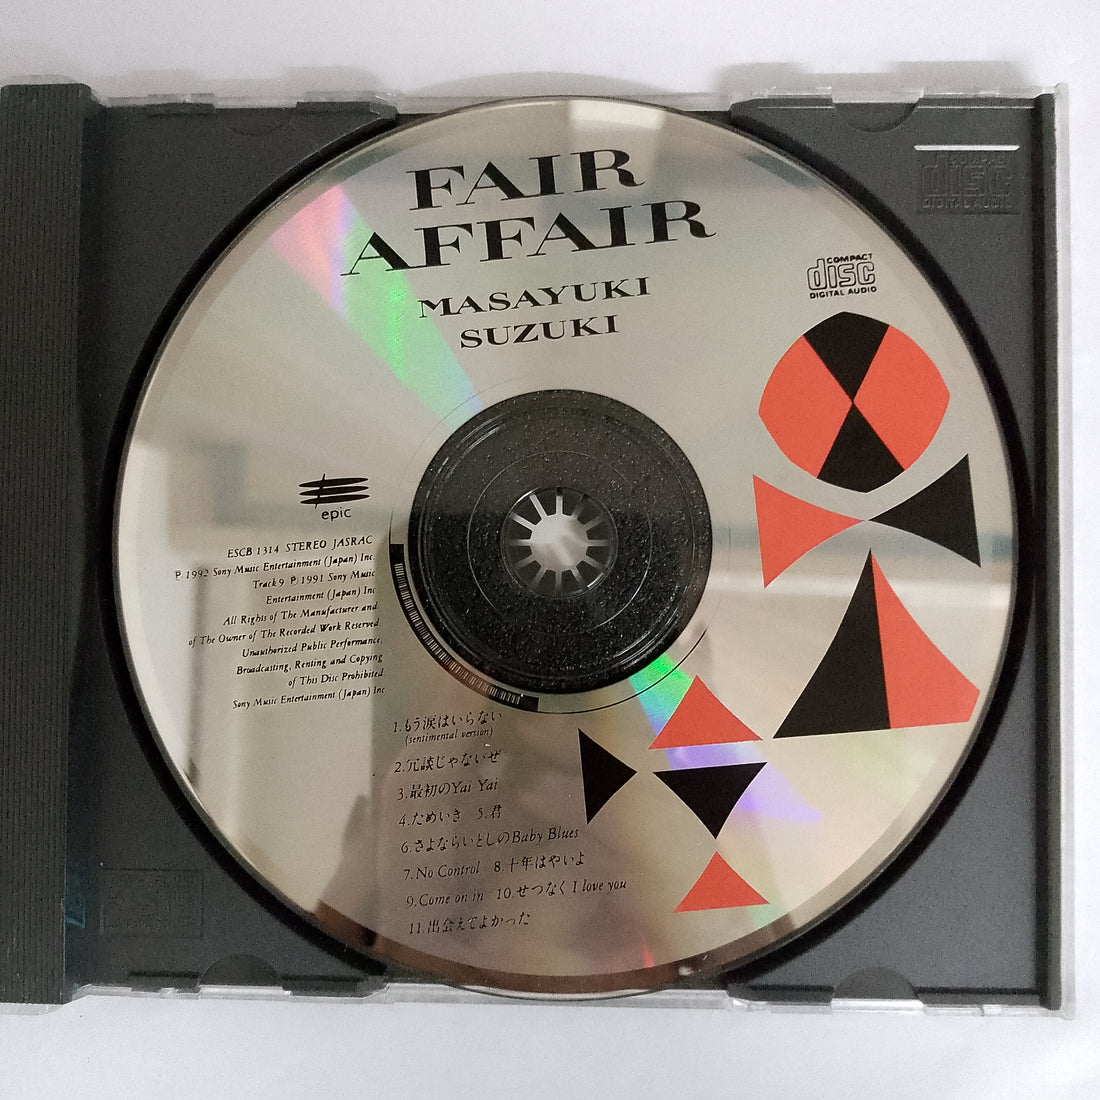 FAIR
AFFAIR
MASAYUKI
SUZUKI
COMPACT
disc
DIGITAL AUDIO
COMPACT
disc
DIGITAL AUDIO
epic
ESCB 1314 STEREO JASRAC
℗ 1992 Sony Music Entertainment (Japan) Inc.
Track 9 ℗ 1991 Sony Music
Entertainment (Japan) Inc
All Rights of The Manufacturer and
of The Owner of The Recorded Work Reserved.
Unauthorized Public Performance,
Broadcasting, Renting and Copying
of This Disc Prohibited.
Sony Music Entertainment (Japan) Inc
1.もう涙はいらない
(sentimental version)
2.冗談じゃないぜ
3.最初のYai Yai
4.ためいき 5.君
6.さよならいとしのBaby Blues
7.No Control 8.十年はやいよ
9.Come on in 10.せつなく I love you
11.出会えてよかった